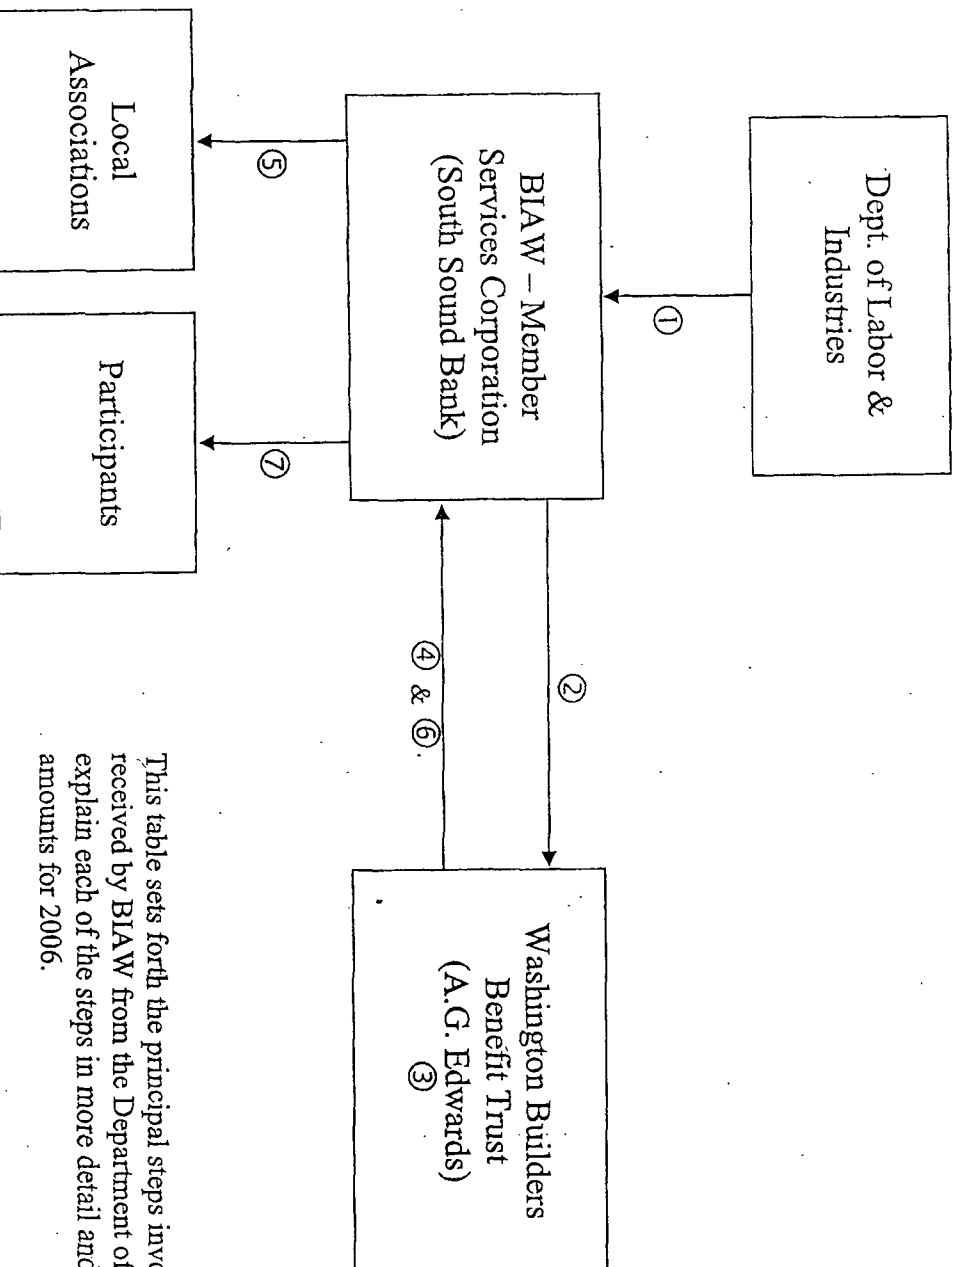 Dept. of Labor &
Industries
①
BIAW – Member
Services Corporation
(South Sound Bank)
②
④ & ⑥.
Washington Builders
Benefit Trust
(A.G. Edwards)
③
⑤
⑦
Local
Associations
Participants
This table sets forth the principal steps
received by BIAW from the Department of
explain each of the steps in more detail and
amounts for 2006.